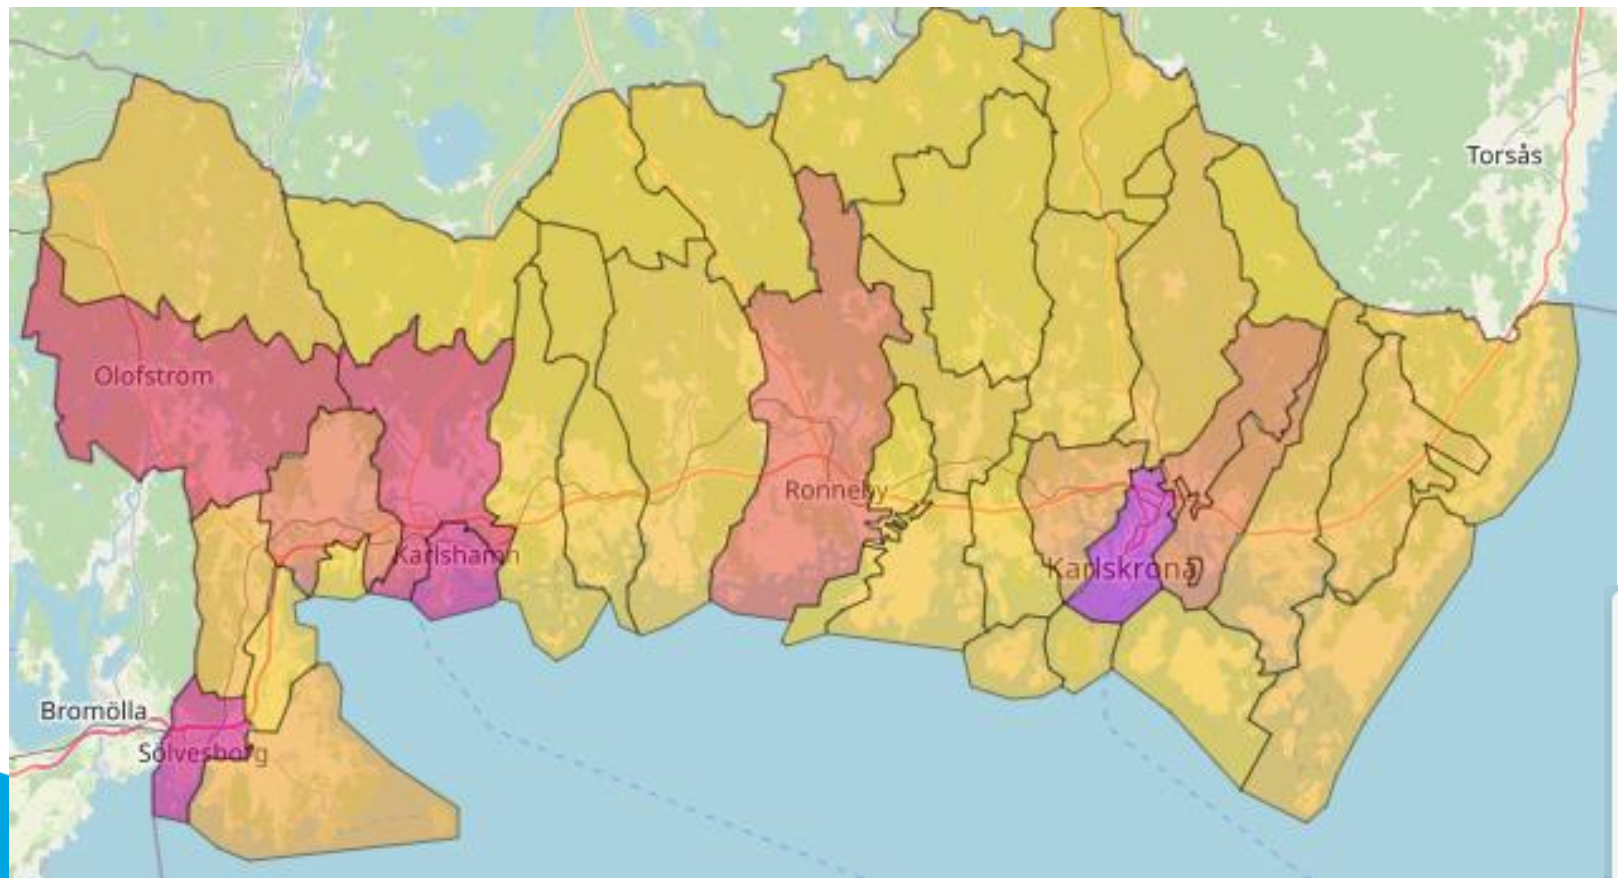 Torsås
Olofström
Ronneby
Karlshamn
Karlskrona
Bromölla
Sölvesborg